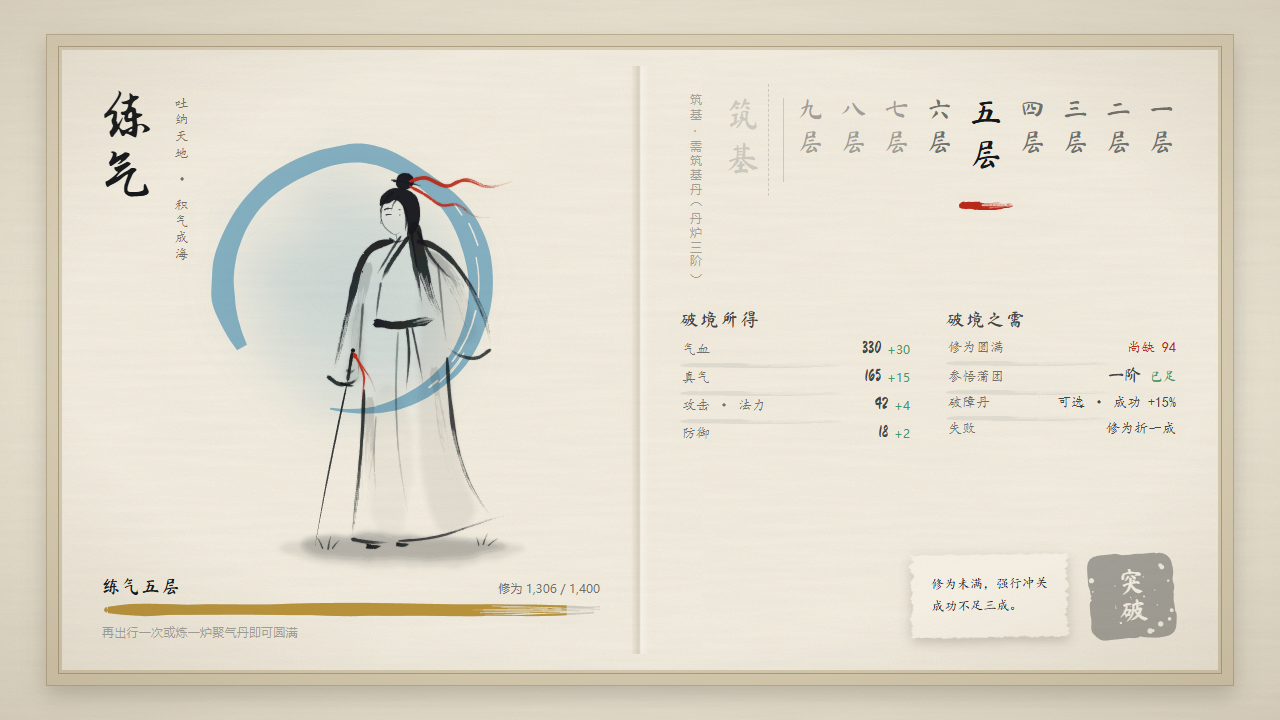 练气
吐纳天地 · 积气成海
练气五层
修为 1,306 / 1,400
再出行一次或炼一炉聚气丹即可圆满
一层
二层
三层
四层
五层
六层
七层
八层
九层
筑基
筑基 · 需筑基丹（丹炉三阶）
破境所得
气血 330 +30
真气 165 +15
攻击 · 法力 42 +4
防御 18 +2
破境之需
修为圆满 尚缺 94
参悟蒲团 一阶 已足
破障丹 可选 · 成功 +15%
失败 修为折一成
修为未满，强行冲关
成功不足三成。
突破